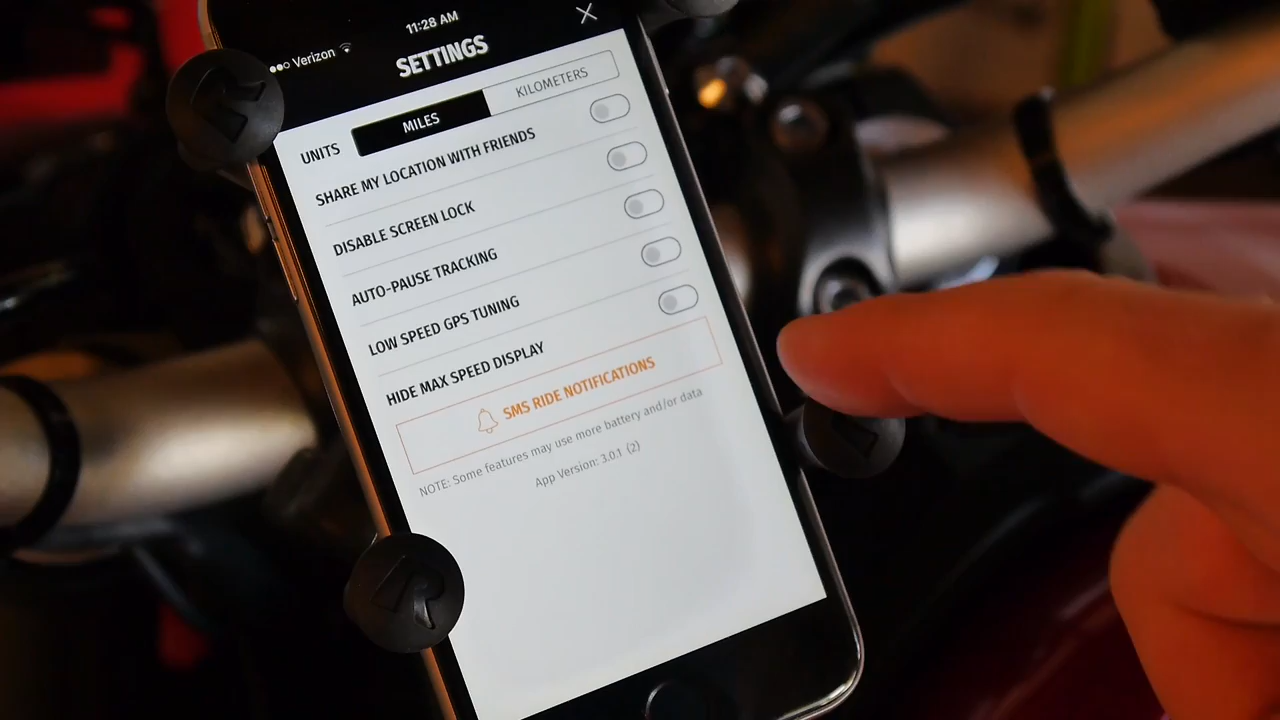 Verizon
11:28 AM
SETTINGS
UNITS
MILES
KILOMETERS
SHARE MY LOCATION WITH FRIENDS
DISABLE SCREEN LOCK
AUTO-PAUSE TRACKING
LOW SPEED GPS TUNING
HIDE MAX SPEED DISPLAY
SMS RIDE NOTIFICATIONS
NOTE: Some features may use more battery and/or data
App Version: 3.0.1 (2)